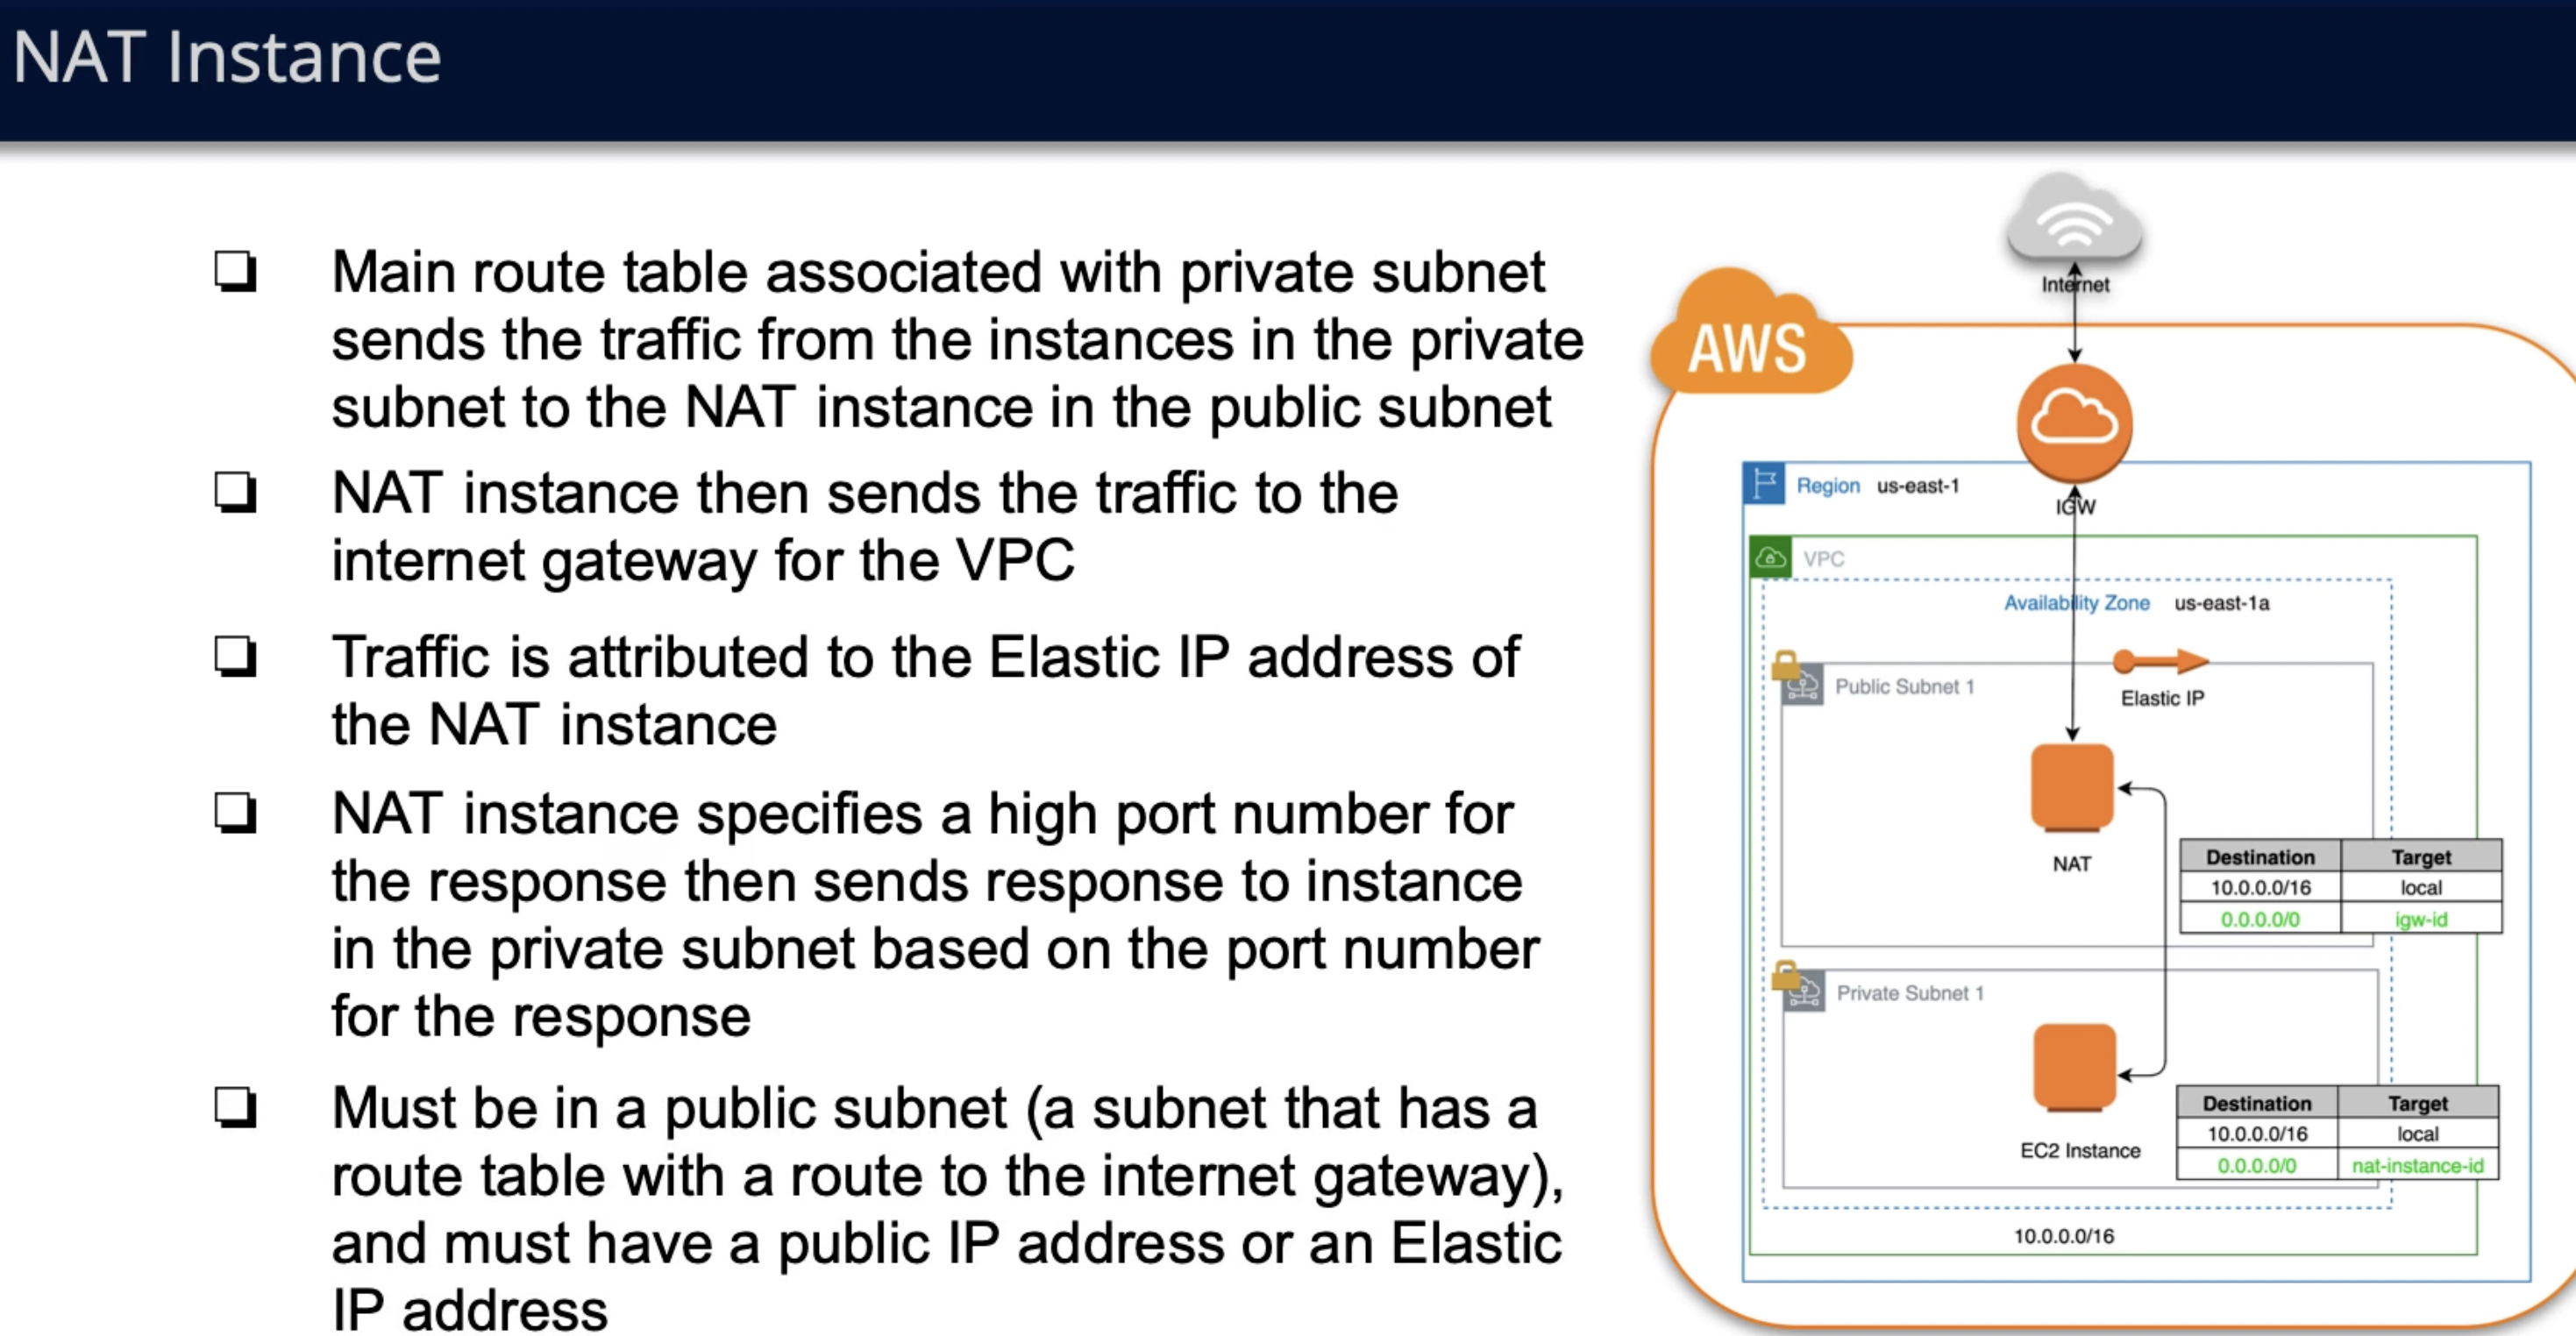 NAT Instance
Main route table associated with private subnet
sends the traffic from the instances in the private
subnet to the NAT instance in the public subnet
NAT instance then sends the traffic to the
internet gateway for the VPC
Traffic is attributed to the Elastic IP address of
the NAT instance
NAT instance specifies a high port number for
the response then sends response to instance
in the private subnet based on the port number
for the response
Must be in a public subnet (a subnet that has a
route table with a route to the internet gateway),
and must have a public IP address or an Elastic
IP address
Internet
AWS
Region us-east-1
IGW
VPC
Availability Zone us-east-1a
Public Subnet 1
Elastic IP
NAT
Destination Target
10.0.0.0/16 local
0.0.0.0/0 igw-id
Private Subnet 1
EC2 Instance
Destination Target
10.0.0.0/16 local
0.0.0.0/0 nat-instance-id
10.0.0.0/16